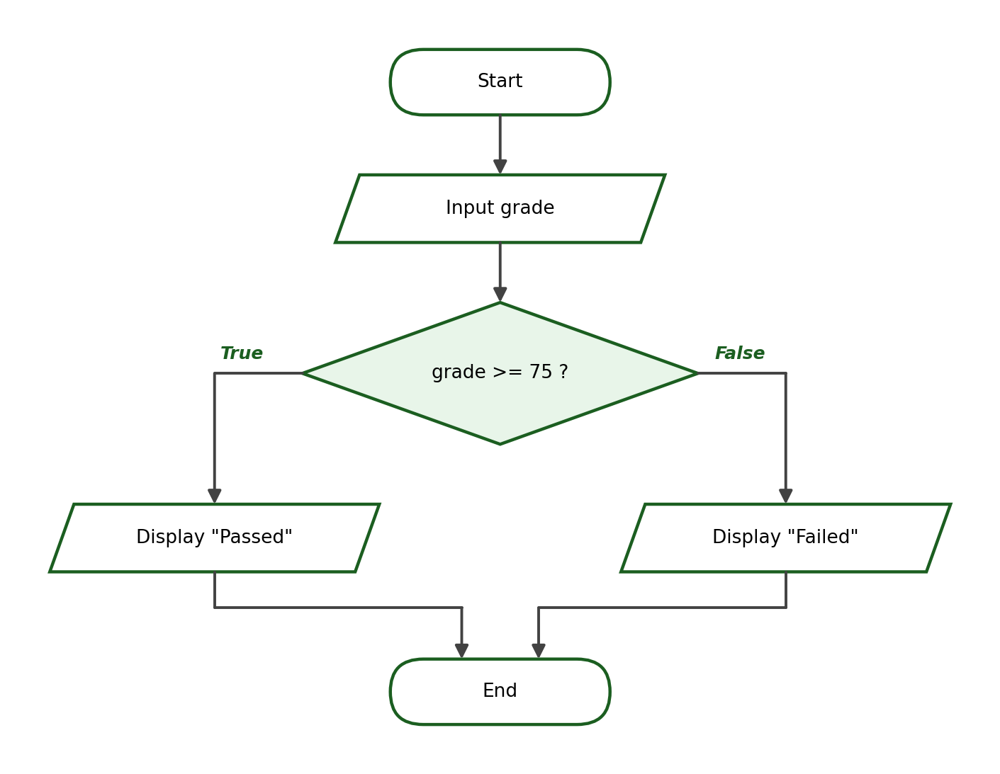 Start
Input grade
grade >= 75 ?
True
False
Display "Passed"
Display "Failed"
End